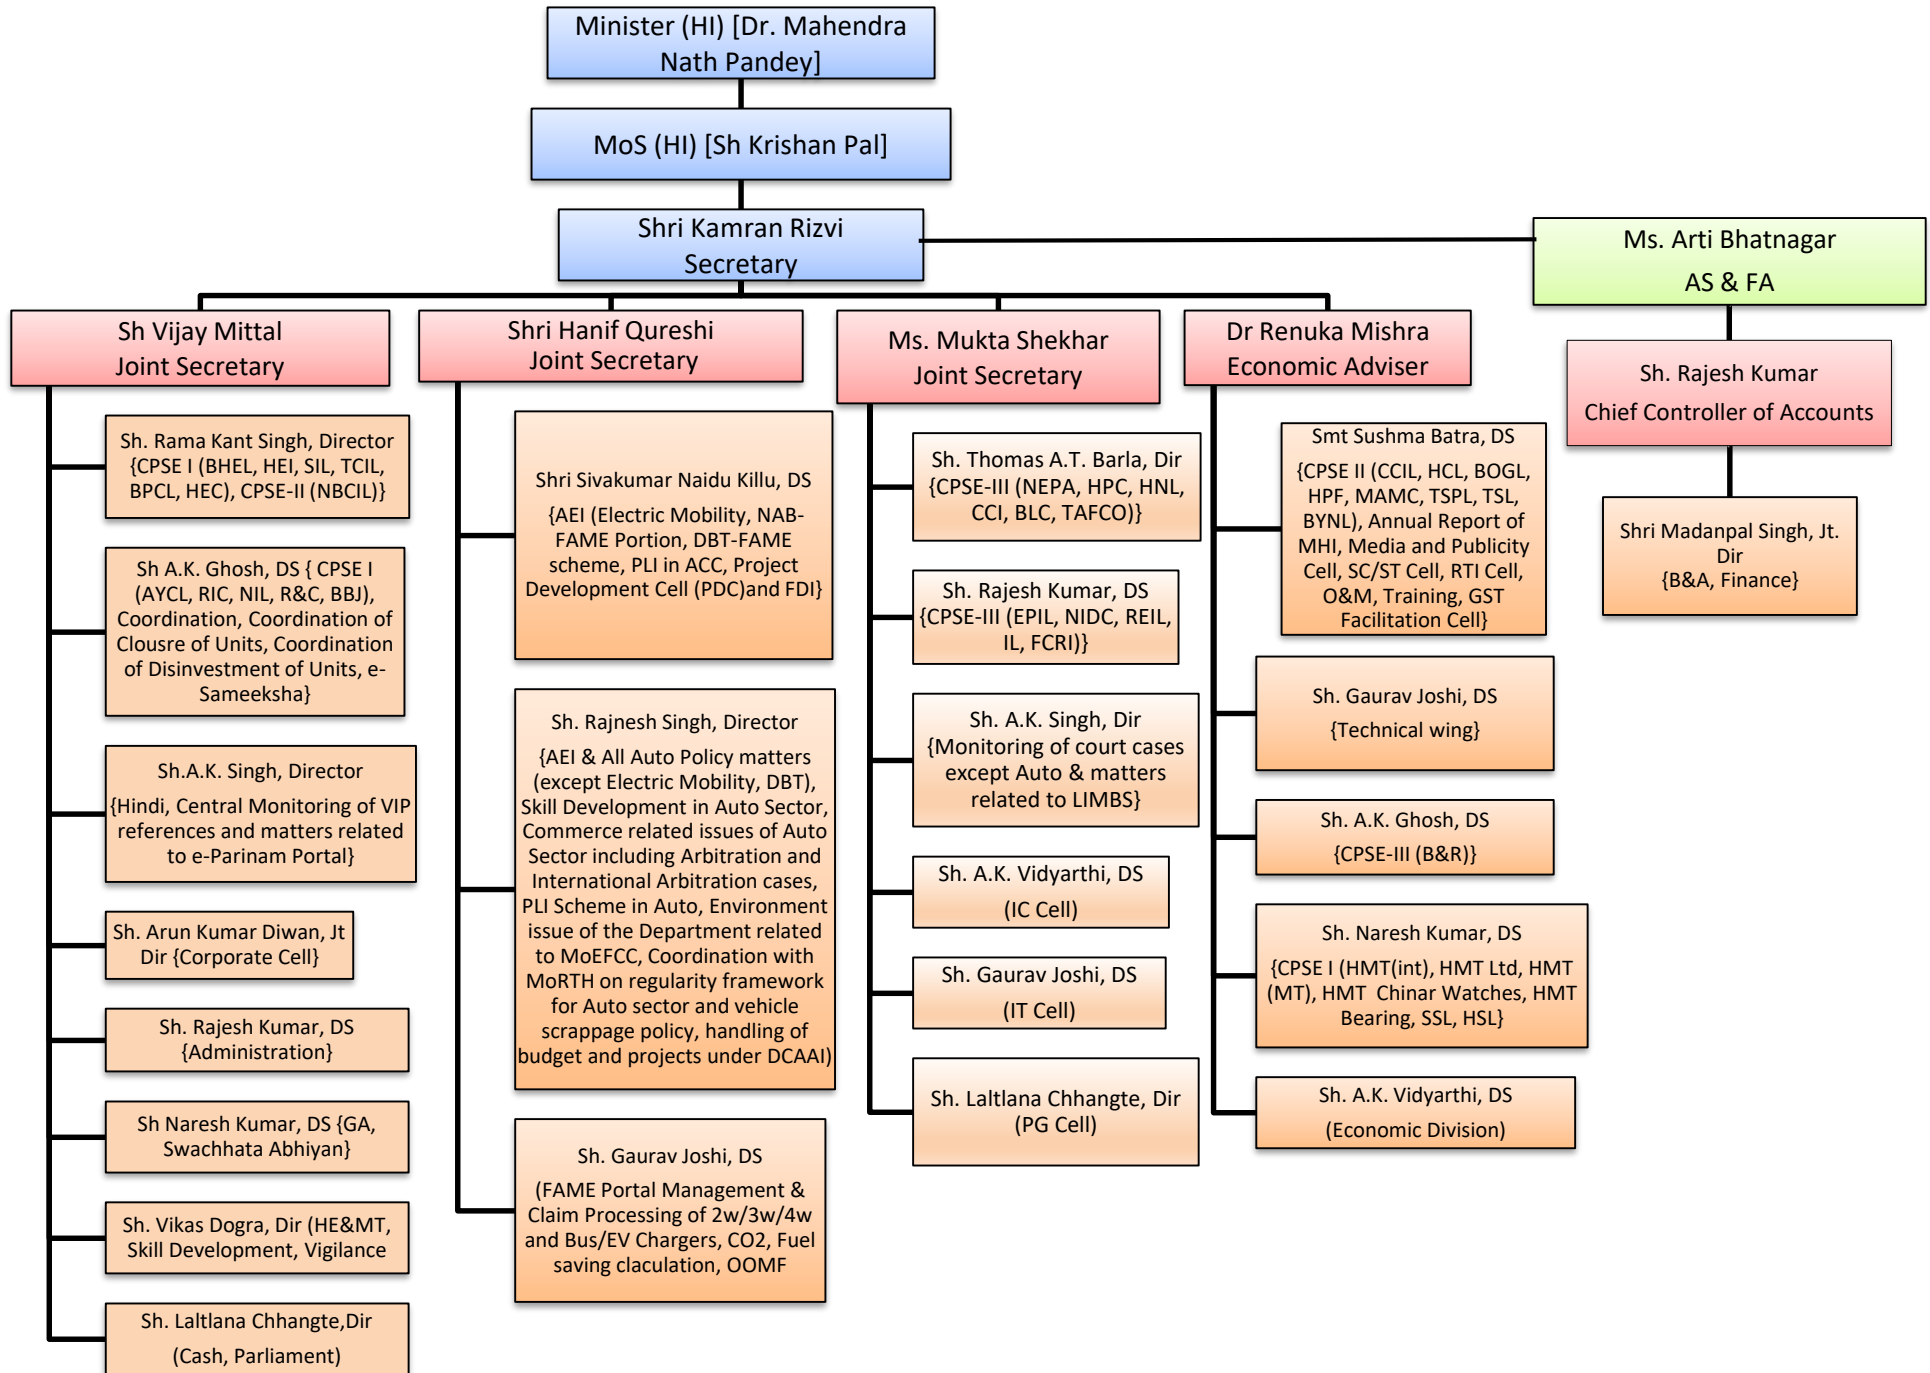 Minister (HI) [Dr. Mahendra
Nath Pandey]
MoS (HI) [Sh Krishan Pal]
Shri Kamran Rizvi
Secretary
Ms. Arti Bhatnagar
AS & FA
Sh Vijay Mittal
Joint Secretary
Sh. Rama Kant Singh, Director
{CPSE I (BHEL, HEI, SIL, TCIL,
BPCL, HEC), CPSE-II (NBCIL)}
Sh A.K. Ghosh, DS { CPSE I
(AYCL, RIC, NIL, R&C, BBJ),
Coordination, Coordination of
Clousre of Units, Coordination
of Disinvestment of Units, e-
Sameeksha}
Sh.A.K. Singh, Director
{Hindi, Central Monitoring of VIP
references and matters related
to e-Parinam Portal}
Sh. Arun Kumar Diwan, Jt
Dir {Corporate Cell}
Sh. Rajesh Kumar, DS
{Administration}
Sh Naresh Kumar, DS {GA,
Swachhata Abhiyan}
Sh. Vikas Dogra, Dir (HE&MT,
Skill Development, Vigilance
Sh. Laltlana Chhangte,Dir
(Cash, Parliament)
Shri Hanif Qureshi
Joint Secretary
Shri Sivakumar Naidu Killu, DS
{AEI (Electric Mobility, NAB-
FAME Portion, DBT-FAME
scheme, PLI in ACC, Project
Development Cell (PDC)and FDI}
Sh. Rajnesh Singh, Director
{AEI & All Auto Policy matters
(except Electric Mobility, DBT),
Skill Development in Auto Sector,
Commerce related issues of Auto
Sector including Arbitration and
International Arbitration cases,
PLI Scheme in Auto, Environment
issue of the Department related
to MoEFCC, Coordination with
MoRTH on regularity framework
for Auto sector and vehicle
scrappage policy, handling of
budget and projects under DCAAI)
Sh. Gaurav Joshi, DS
(FAME Portal Management &
Claim Processing of 2w/3w/4w
and Bus/EV Chargers, CO2, Fuel
saving claculation, OOMF
Ms. Mukta Shekhar
Joint Secretary
Sh. Thomas A.T. Barla, Dir
{CPSE-III (NEPA, HPC, HNL,
CCI, BLC, TAFCO)}
Sh. Rajesh Kumar, DS
{CPSE-III (EPIL, NIDC, REIL,
IL, FCRI)}
Sh. A.K. Singh, Dir
{Monitoring of court cases
except Auto & matters
related to LIMBS}
Sh. A.K. Vidyarthi, DS
(IC Cell)
Sh. Gaurav Joshi, DS
(IT Cell)
Sh. Laltlana Chhangte, Dir
(PG Cell)
Dr Renuka Mishra
Economic Adviser
Smt Sushma Batra, DS
{CPSE II (CCIL, HCL, BOGL,
HPF, MAMC, TSPL, TSL,
BYNL), Annual Report of
MHI, Media and Publicity
Cell, SC/ST Cell, RTI Cell,
O&M, Training, GST
Facilitation Cell}
Sh. Gaurav Joshi, DS
{Technical wing}
Sh. A.K. Ghosh, DS
{CPSE-III (B&R)}
Sh. Naresh Kumar, DS
{CPSE I (HMT(int), HMT Ltd, HMT
(MT), HMT Chinar Watches, HMT
Bearing, SSL, HSL}
Sh. A.K. Vidyarthi, DS
(Economic Division)
Sh. Rajesh Kumar
Chief Controller of Accounts
Shri Madanpal Singh, Jt.
Dir
{B&A, Finance}